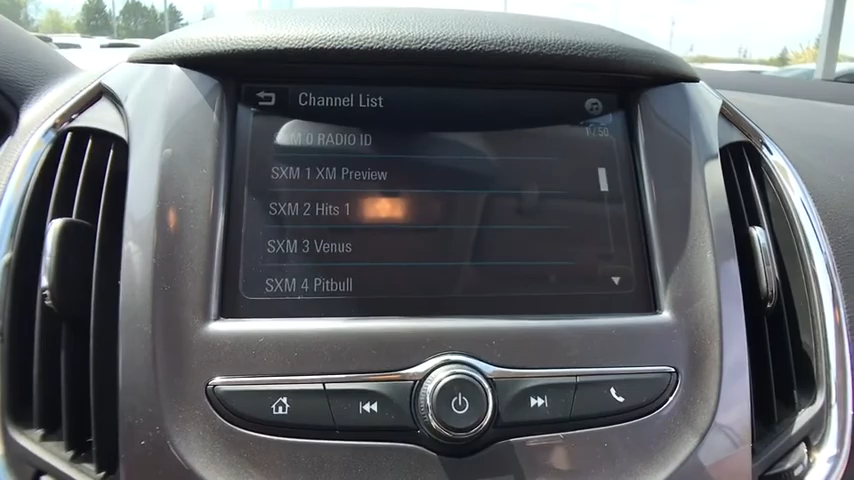 Channel List
SXM 0 RADIO ID
1 / 50
SXM 1 XM Preview
SXM 2 Hits 1
SXM 3 Venus
SXM 4 Pitbull